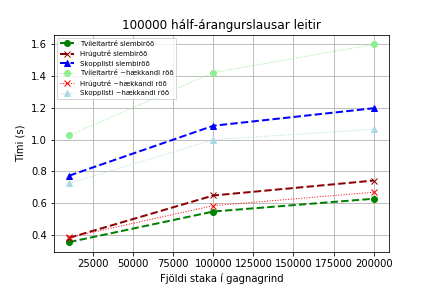 100000 hálf-árangurslausar leitir
Tími (s)
1.6
1.4
1.2
1.0
0.8
0.6
0.4
Tvíleitartré slembiröð
Hrúgutré slembiröð
Skopplisti slembiröð
Tvíleitartré ~hækkandi röð
Hrúgutré ~hækkandi röð
Skopplisti ~hækkandi röð
25000 50000 75000 100000 125000 150000 175000 200000
Fjöldi staka í gagnagrind